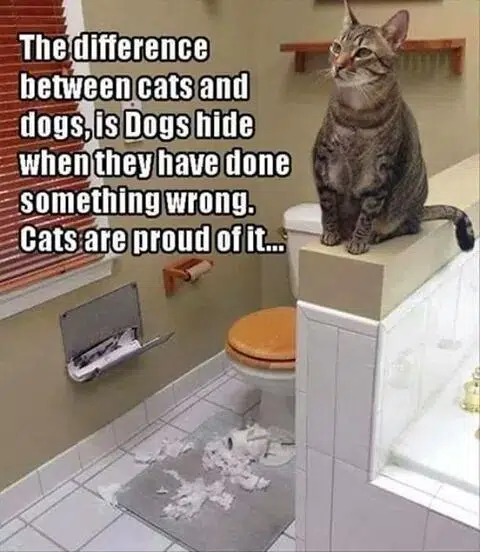 The difference
between cats and
dogs, is Dogs hide
when they have done
something wrong.
Cats are proud of it...